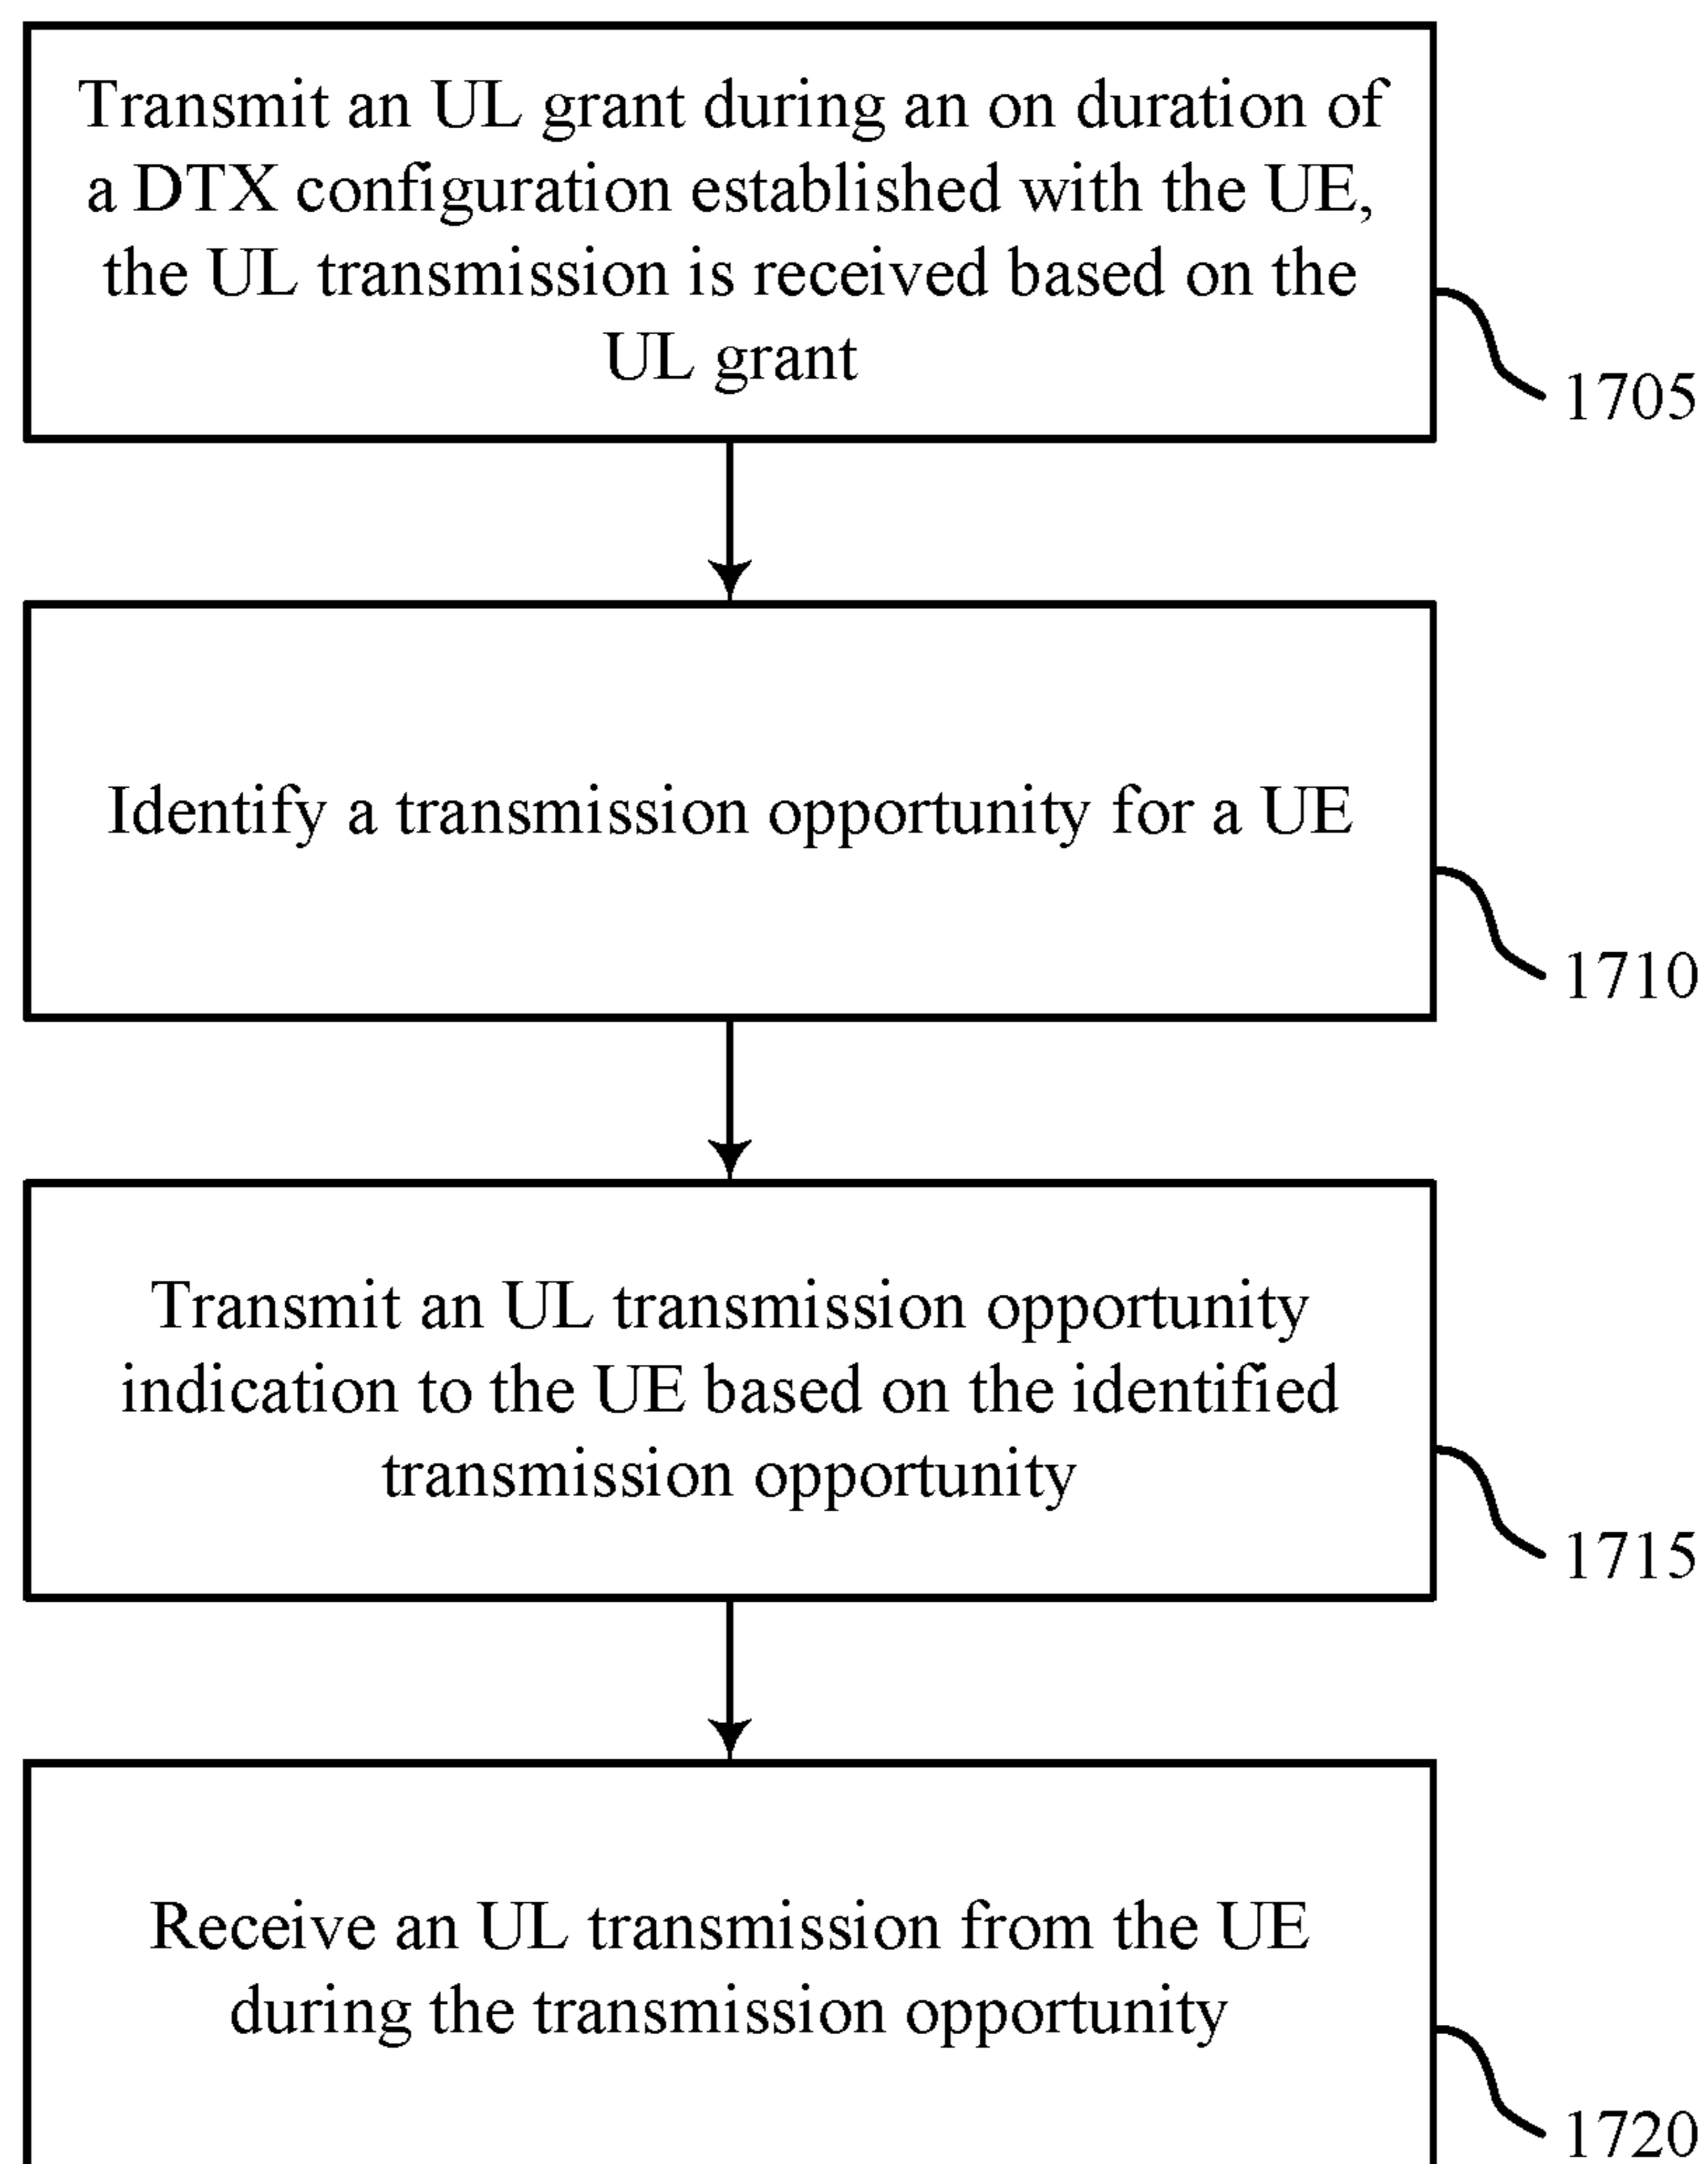 Transmit an UL grant during an on duration of
a DTX configuration established with the UE,
the UL transmission is received based on the
UL grant
1705
Identify a transmission opportunity for a UE
1710
Transmit an UL transmission opportunity
indication to the UE based on the identified
transmission opportunity
1715
Receive an UL transmission from the UE
during the transmission opportunity
1720